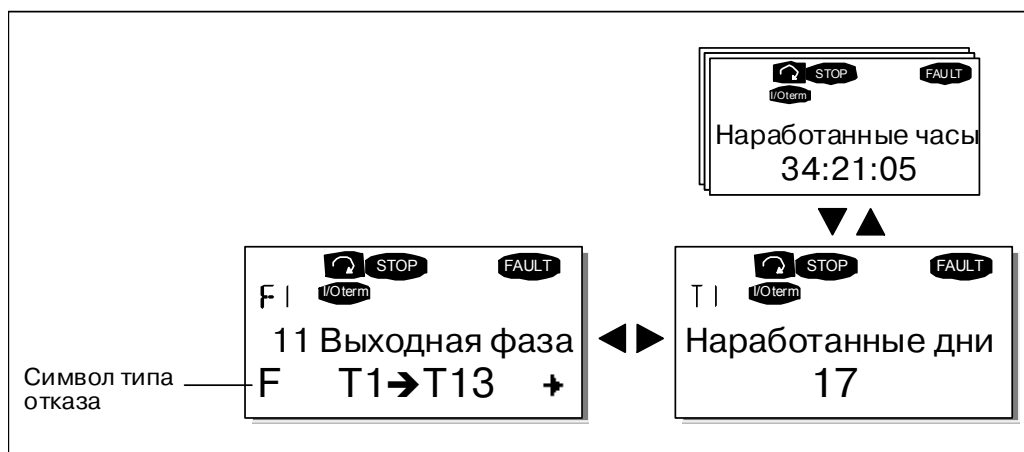 STOP FAULT
I/Oterm
Наработанные часы
34:21:05
STOP FAULT
F1 I/Oterm
11 Выходная фаза
F T1➔T13
Символ типа
отказа
STOP FAULT
T1 I/Oterm
Наработанные дни
17